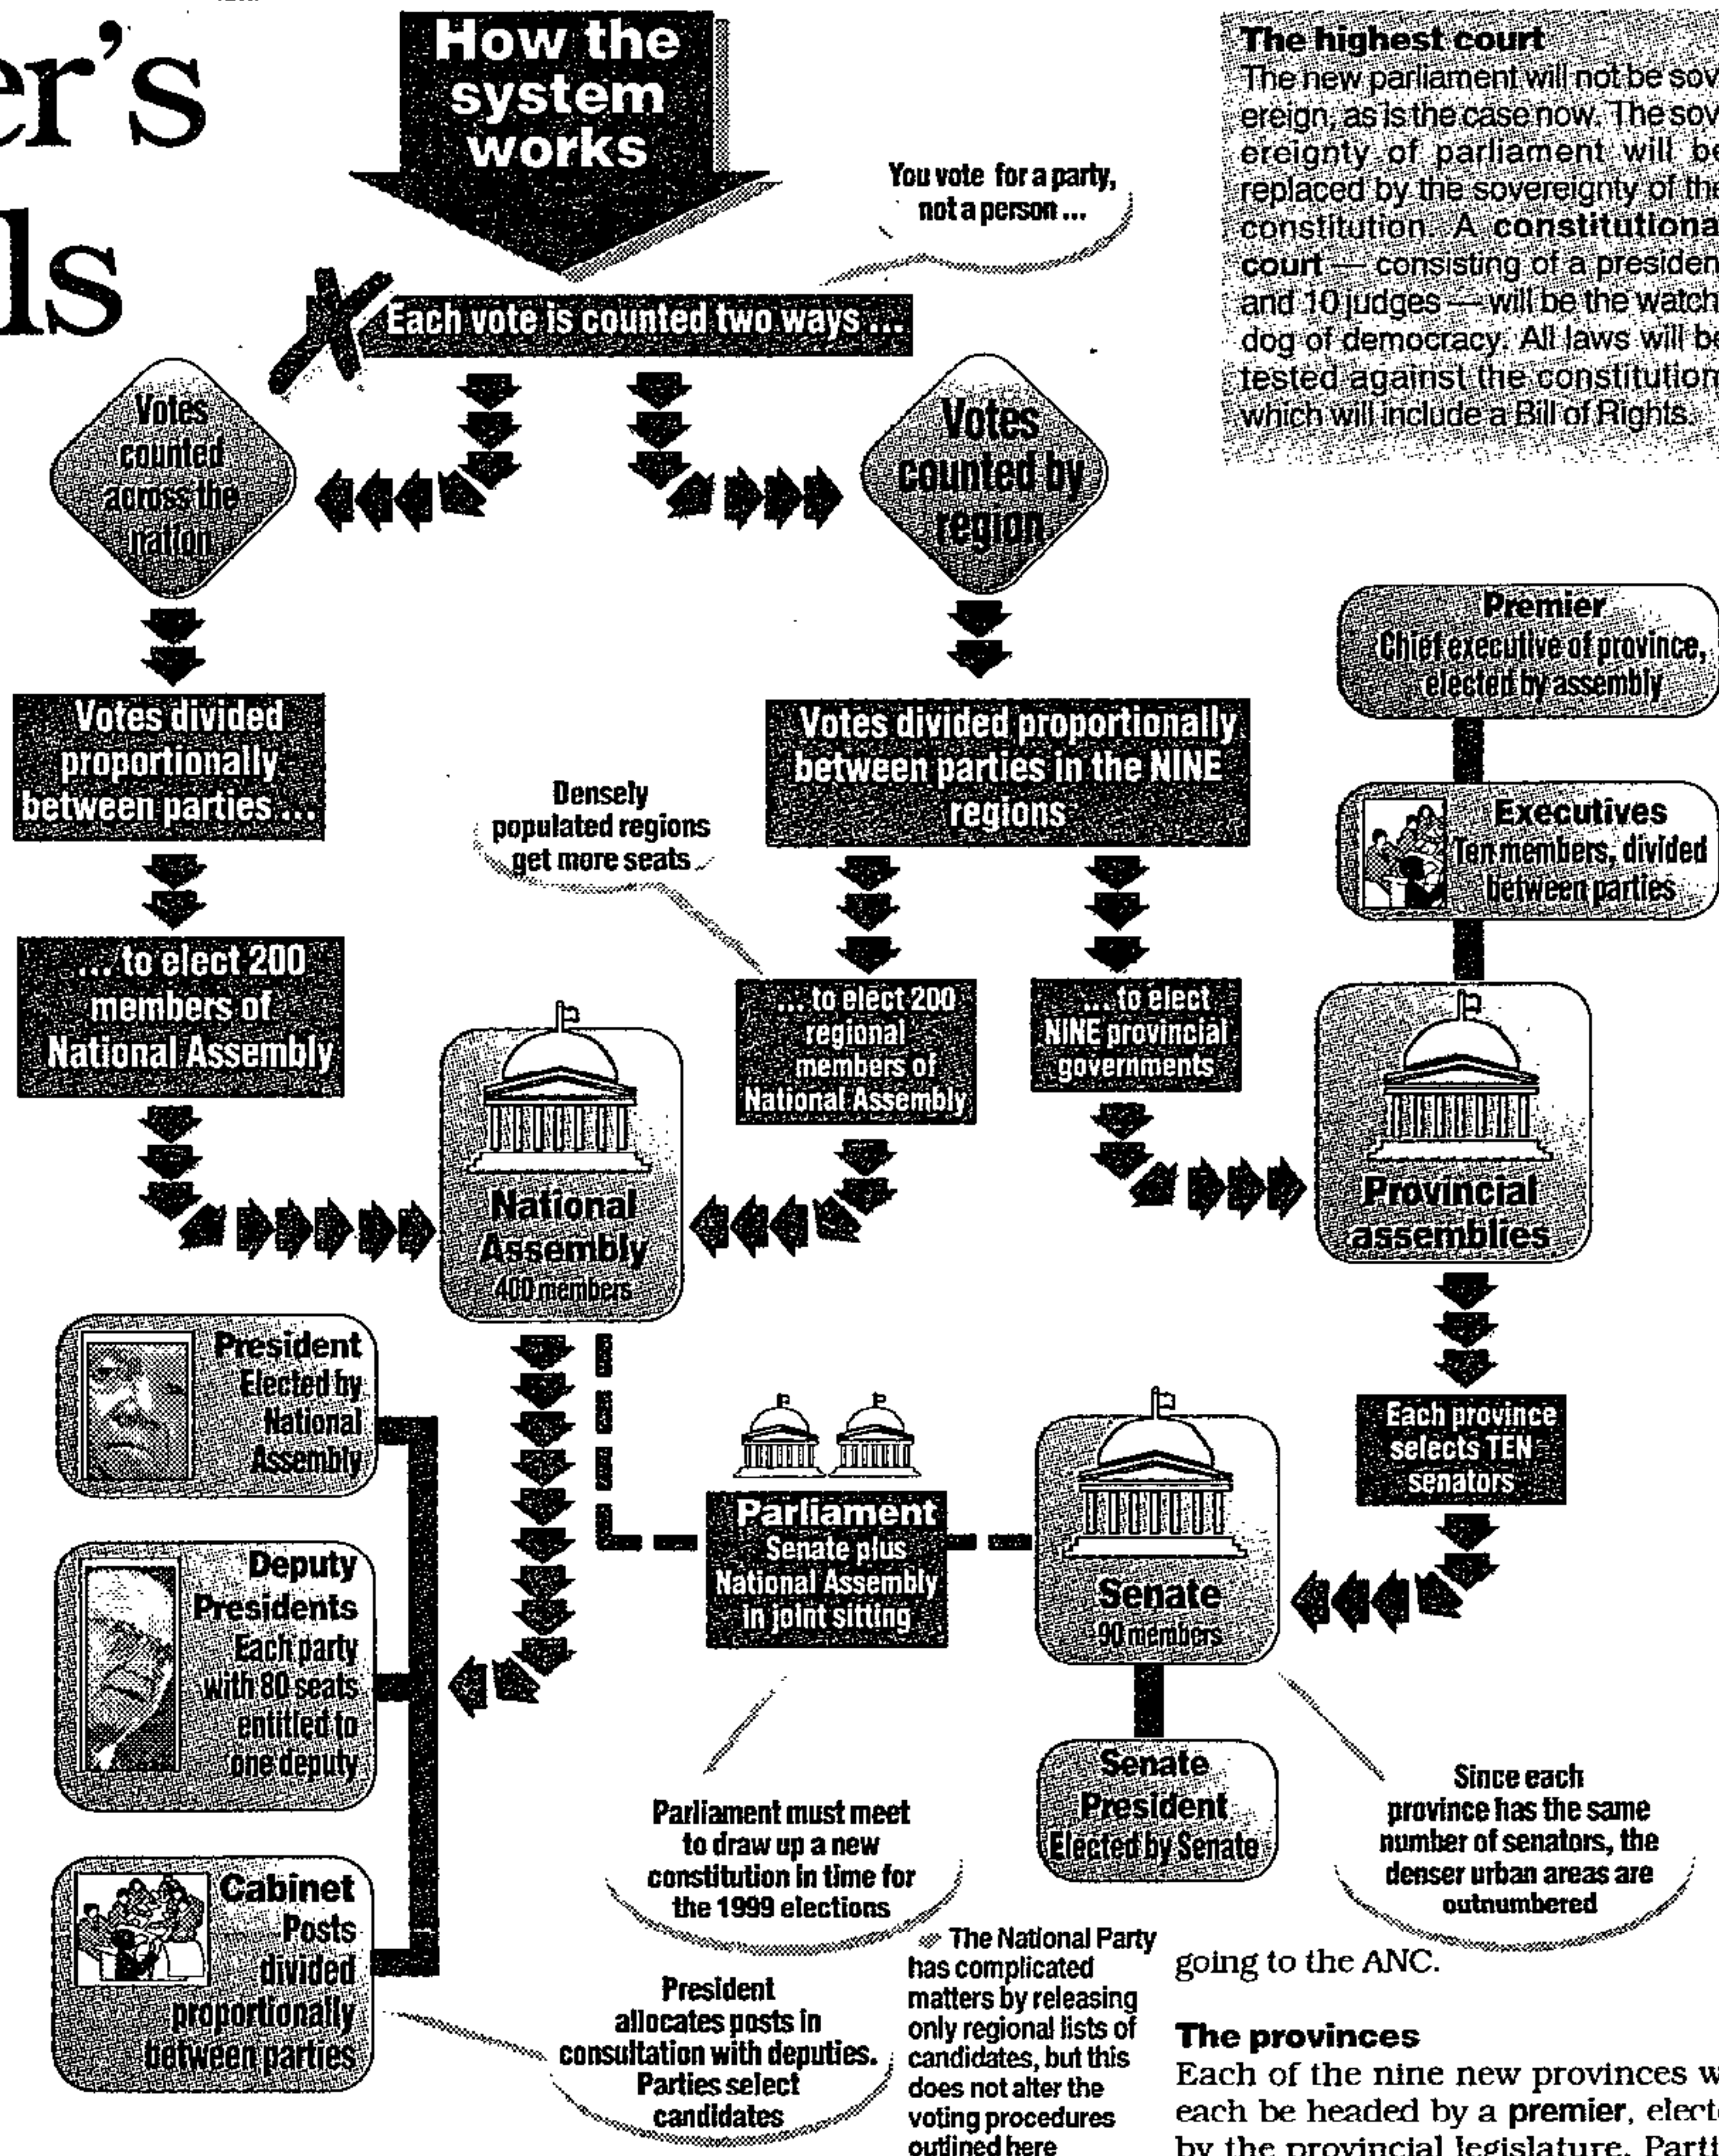 er's
ls
How the
system
works
You vote for a party,
not a person ...
Each vote is counted two ways ...
The highest court
The new parliament will not be sov
ereign, as is the case now. The sov
ereignty of parliament will be
replaced by the sovereignty of the
constitution. A constitutional
court — consisting of a president
and 10 judges — will be the watch
dog of democracy. All laws will be
tested against the constitution
which will include a Bill of Rights.
Votes
counted
across the
nation
Votes
counted by
region
Votes divided
proportionally
between parties ...
... to elect 200
members of
National Assembly
Votes divided proportionally
between parties in the NINE
regions
Densely
populated regions
get more seats
... to elect 200
regional
members of
National Assembly
... to elect
NINE provincial
governments
Premier
Chief executive of province,
elected by assembly
Executives
Ten members, divided
between parties
National
Assembly
400 members
Provincial
assemblies
Each province
selects TEN
senators
President
Elected by
National
Assembly
Deputy
Presidents
Each party
with 80 seats
entitled to
one deputy
Cabinet
Posts
divided
proportionally
between parties
Parliament
Senate plus
National Assembly
in joint sitting
Senate
90 members
Senate
President
Elected by Senate
Parliament must meet
to draw up a new
constitution in time for
the 1999 elections
Since each
province has the same
number of senators, the
denser urban areas are
outnumbered
President
allocates posts in
consultation with deputies.
Parties select
candidates
The National Party
has complicated
matters by releasing
only regional lists of
candidates, but this
does not alter the
voting procedures
outlined here
going to the ANC.
The provinces
Each of the nine new provinces w
each be headed by a premier, elect
by the provincial legislature. Parti